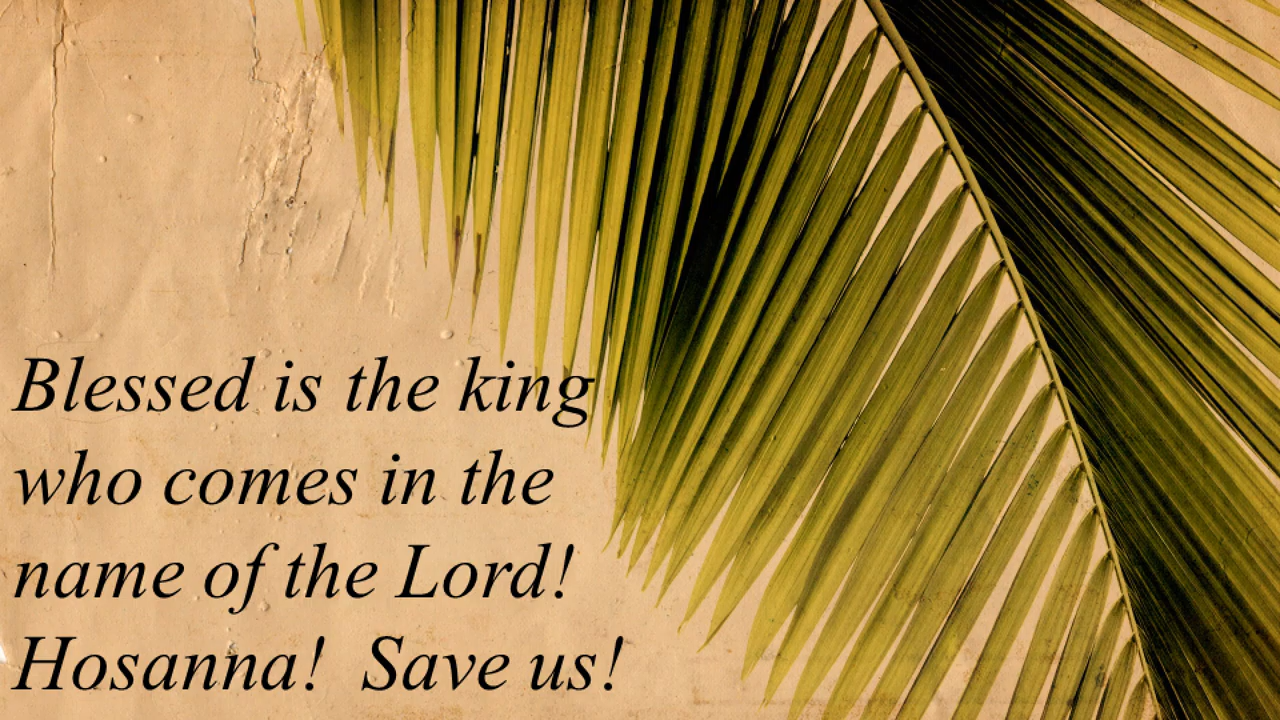 Blessed is the king
who comes in the
name of the Lord!
Hosanna!  Save us!